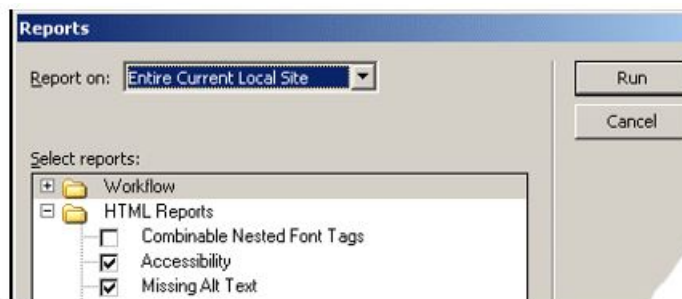 Reports
Report on: Entire Current Local Site
Run
Cancel
Select reports:
Workflow
HTML Reports
Combinable Nested Font Tags
Accessibility
Missing Alt Text